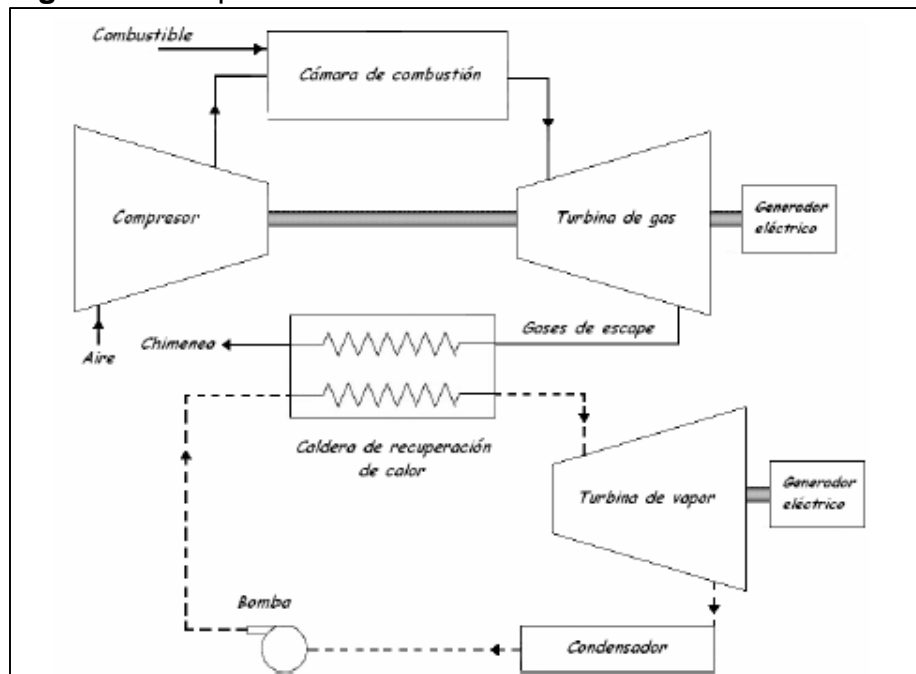 Combustible
Cámara de combustión
Compresor
Turbina de gas
Generador
eléctrico
Aire
Chimenea
Gases de escape
Caldera de recuperación
de calor
Turbina de vapor
Generador
eléctrico
Bomba
Condensador